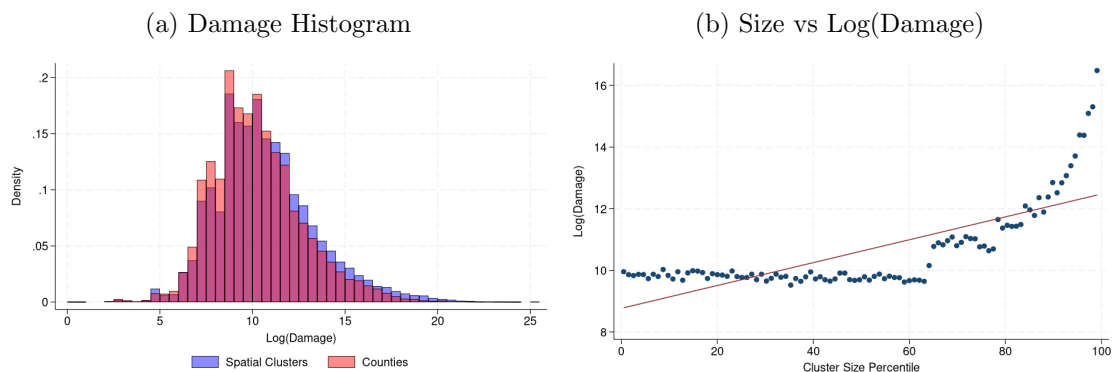 (a) Damage Histogram
(b) Size vs Log(Damage)
Density
.2
.15
.1
.05
0
0 5 10 15 20 25
Log(Damage)
Spatial Clusters Counties
Log(Damage)
16
14
12
10
8
0 20 40 60 80 100
Cluster Size Percentile